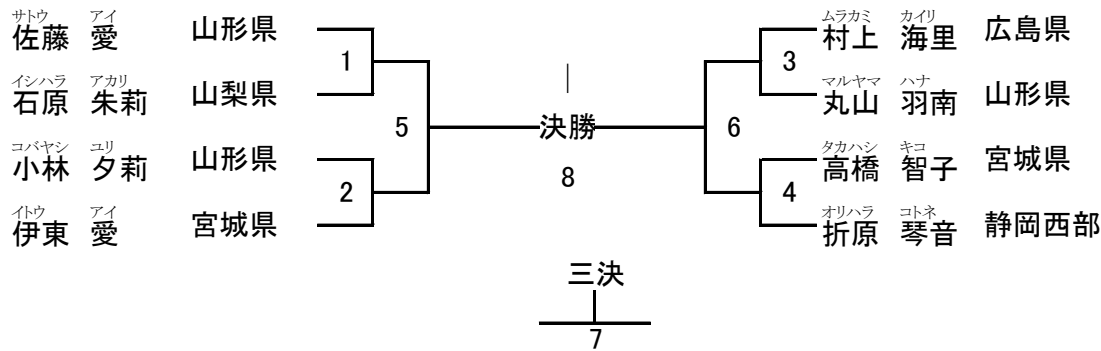 サトウ アイ
佐藤 愛 山形県
1
イシハラ アカリ
石原 朱莉 山梨県
5
コバヤシ ユリ
小林 夕莉 山形県
2
イトウ アイ
伊東 愛 宮城県
決勝
8
ムラカミ カイリ
村上 海里 広島県
3
マルヤマ ハナ
丸山 羽南 山形県
6
タカハシ キコ
高橋 智子 宮城県
4
オリハラ コトネ
折原 琴音 静岡西部
三決
7